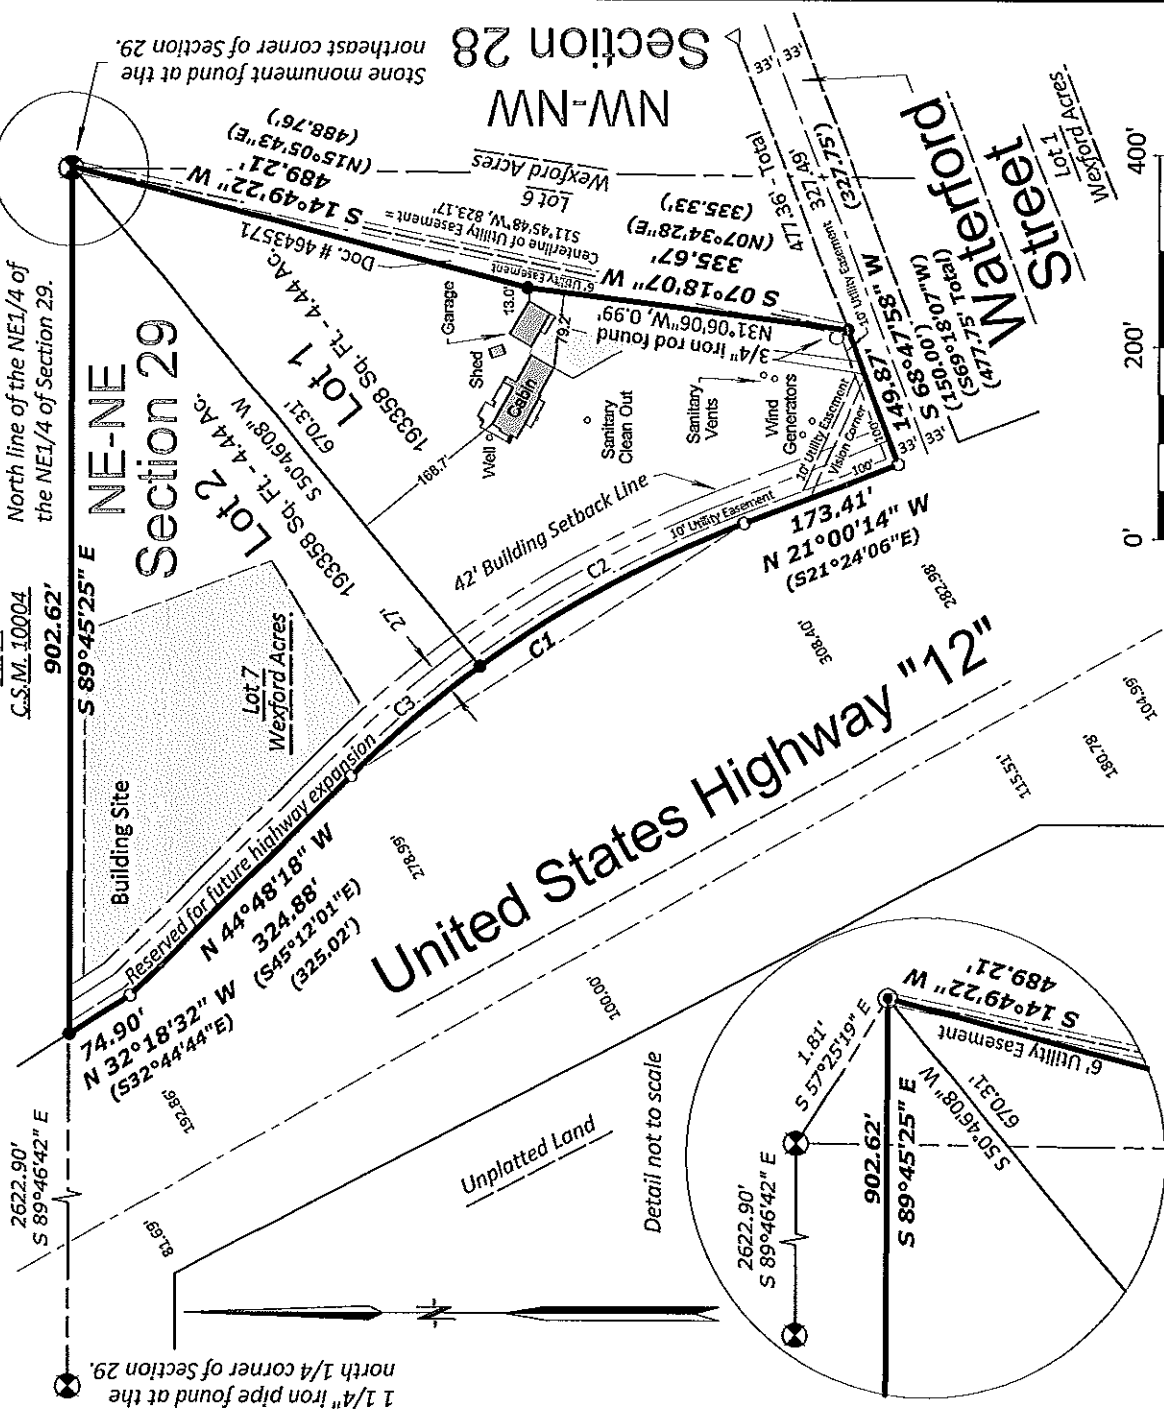 Stone monument found at the
northeast corner of Section 29.
Section 28
NW-NW
North line of the NE1/4 of
the NE1/4 of Section 29.
C.S.M. 10004
902.62'
S 89°45'25" E
NE-NE
Section 29
Lot 2
193358 Sq. Ft. - 4.44 Ac.
S 50°46'08" W
670.31'
Lot 1
193358 Sq. Ft. - 4.44 Ac.
S 14°49'22" W
489.21'
(N15°05'43"E)
(488.76')
Doc. # 4643571
Centerline of Utility Easement =
S11°45'48"W, 823.17'
6' Utility Easement
Lot 6
Wexford Acres
S 07°18'07" W
335.67'
(N07°34'28"E)
(335.33')
3/4" iron rod found
N31°06'06"W, 0.99'
477.36' - Total
327.49'
(327.75')
33'
33'
10' Utility Easement
S 68°47'58" W
149.87'
(150.00')
(S69°18'07"W)
(477.75' Total)
Waterford
Street
Lot 1
Wexford Acres
33'
33'
Garage
Shed
Cabin
Well
13.0'
79.2'
168.7'
Sanitary
Clean Out
Sanitary
Vents
Wind
Generators
10' Utility Easement
Vision Corner
100'
100'
42' Building Setback Line
10' Utility Easement
C2
C1
C3
27'
173.41'
N 21°00'14" W
(S21°24'06"E)
Lot 7
Wexford Acres
Building Site
Reserved for future highway expansion
N 44°48'18" W
324.88'
(S45°12'01"E)
(325.02')
74.90'
N 32°18'32" W
(S32°44'44"E)
United States Highway "12"
282.98'
308.40'
278.99'
192.86'
81.69'
100.00'
115.51'
180.78'
104.99'
2622.90'
S 89°46'42" E
1 1/4" iron pipe found at the
north 1/4 corner of Section 29.
Unplatted Land
Detail not to scale
2622.90'
S 89°46'42" E
1.81'
S 57°25'19" E
902.62'
S 89°45'25" E
S 50°46'08" W
670.31'
S 14°49'22" W
489.21'
6' Utility Easement
0'
200'
400'